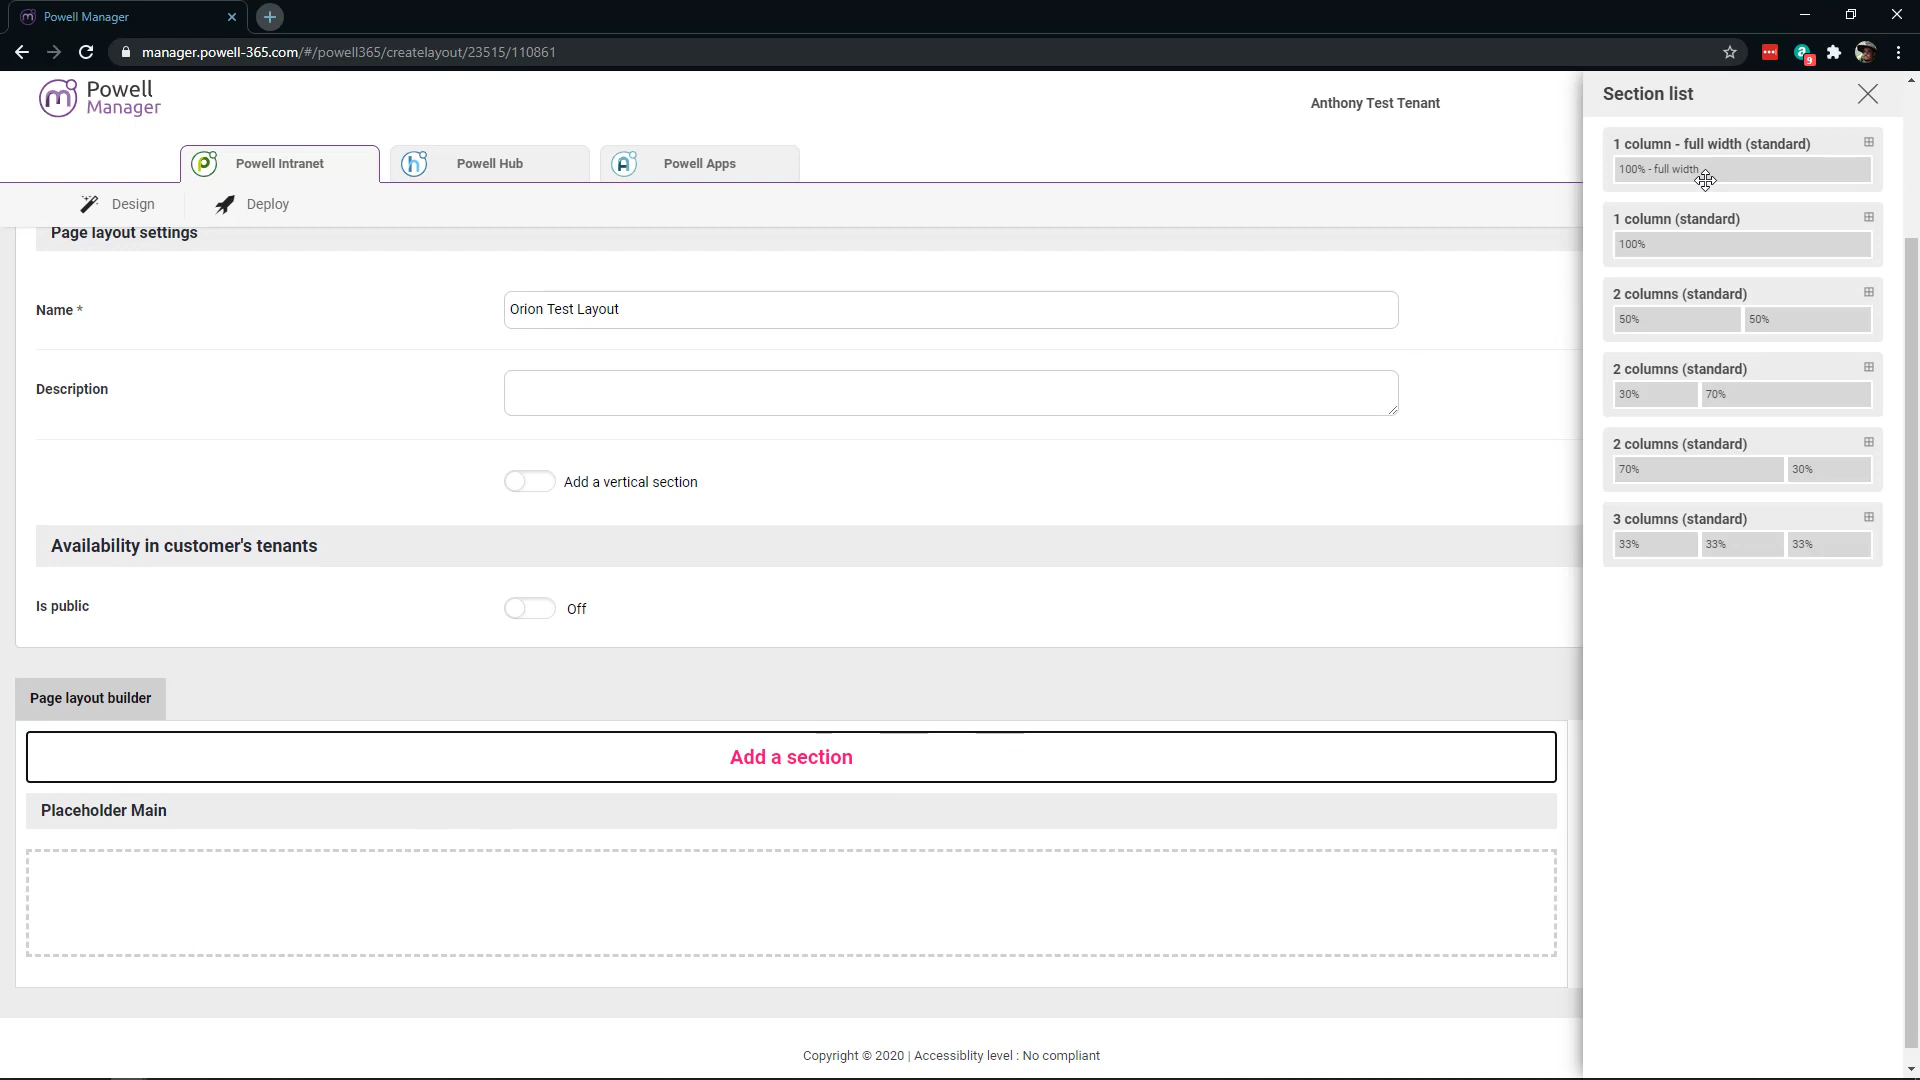 Powell Manager
manager.powell-365.com/#/powell365/createlayout/23515/110861
9
Powell
Manager
Anthony Test Tenant
Powell Intranet
Powell Hub
Powell Apps
Design
Deploy
Page layout settings
Name *
Orion Test Layout
Description
Add a vertical section
Availability in customer's tenants
Is public
Off
Page layout builder
Add a section
Placeholder Main
Copyright © 2020 | Accessiblity level : No compliant
Section list
1 column - full width (standard)
100% - full width
1 column (standard)
100%
2 columns (standard)
50% 50%
2 columns (standard)
30% 70%
2 columns (standard)
70% 30%
3 columns (standard)
33% 33% 33%